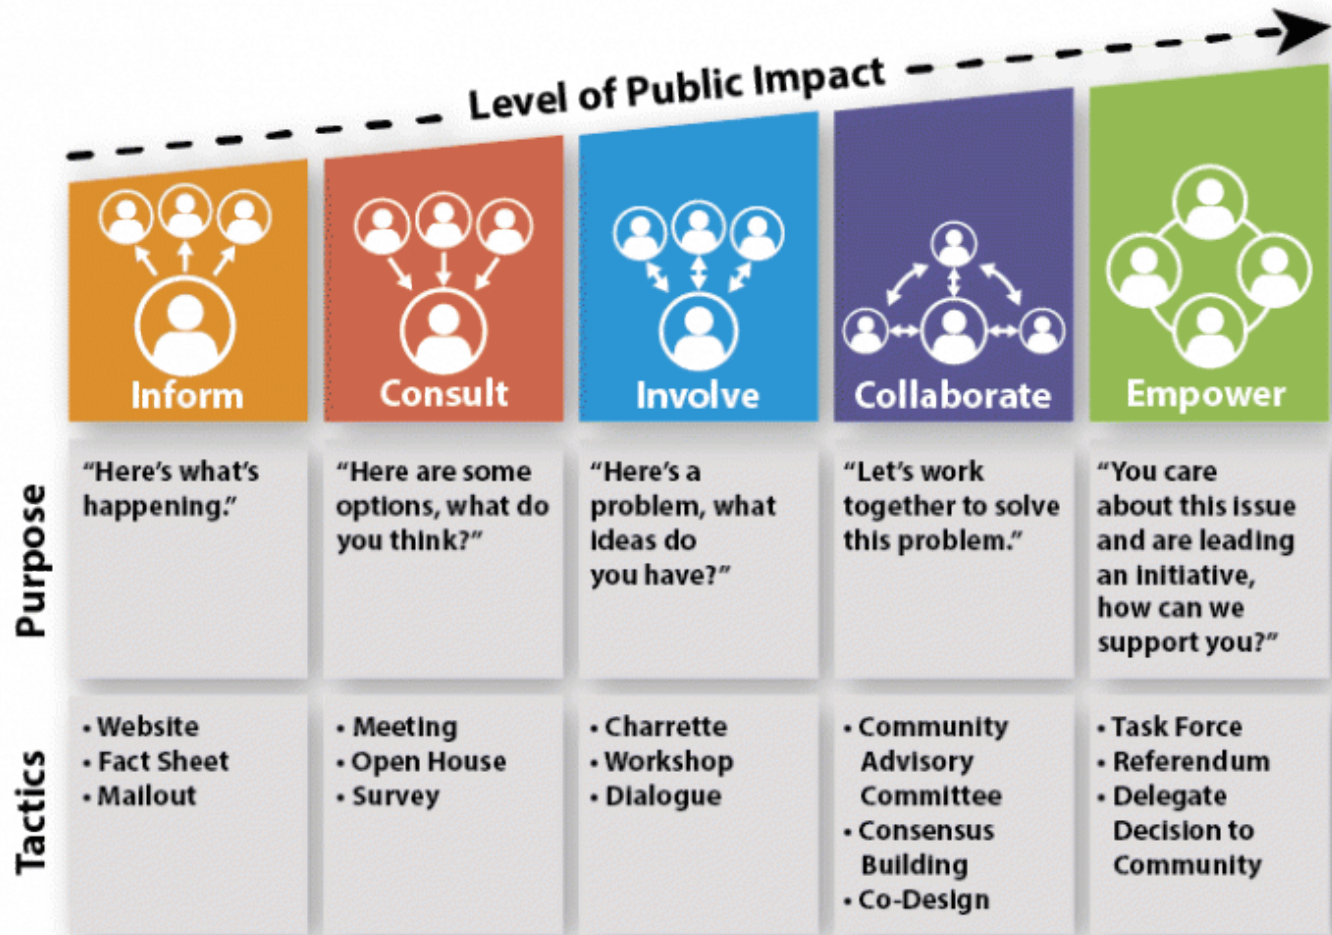 Level of Public Impact
Inform
Consult
Involve
Collaborate
Empower
Purpose
“Here’s what’s
happening.”
“Here are some
options, what do
you think?”
“Here’s a
problem, what
ideas do
you have?”
“Let’s work
together to solve
this problem.”
“You care
about this issue
and are leading
an initiative,
how can we
support you?”
Tactics
• Website
• Fact Sheet
• Mailout
• Meeting
• Open House
• Survey
• Charrette
• Workshop
• Dialogue
• Community
Advisory
Committee
• Consensus
Building
• Co-Design
• Task Force
• Referendum
• Delegate
Decision to
Community